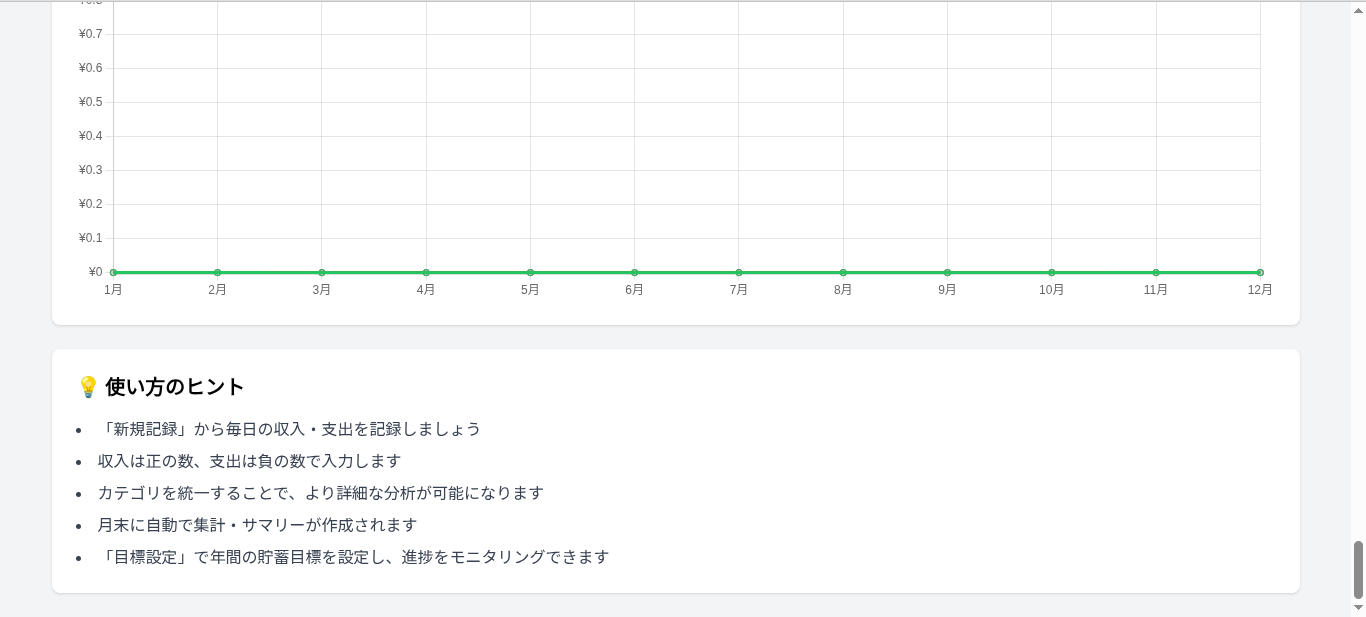 ¥0.7
¥0.6
¥0.5
¥0.4
¥0.3
¥0.2
¥0.1
¥0
1月 2月 3月 4月 5月 6月 7月 8月 9月 10月 11月 12月
💡 使い方のヒント
• 「新規記録」から毎日の収入・支出を記録しましょう
• 収入は正の数、支出は負の数で入力します
• カテゴリを統一することで、より詳細な分析が可能になります
• 月末に自動で集計・サマリーが作成されます
• 「目標設定」で年間の貯蓄目標を設定し、進捗をモニタリングできます